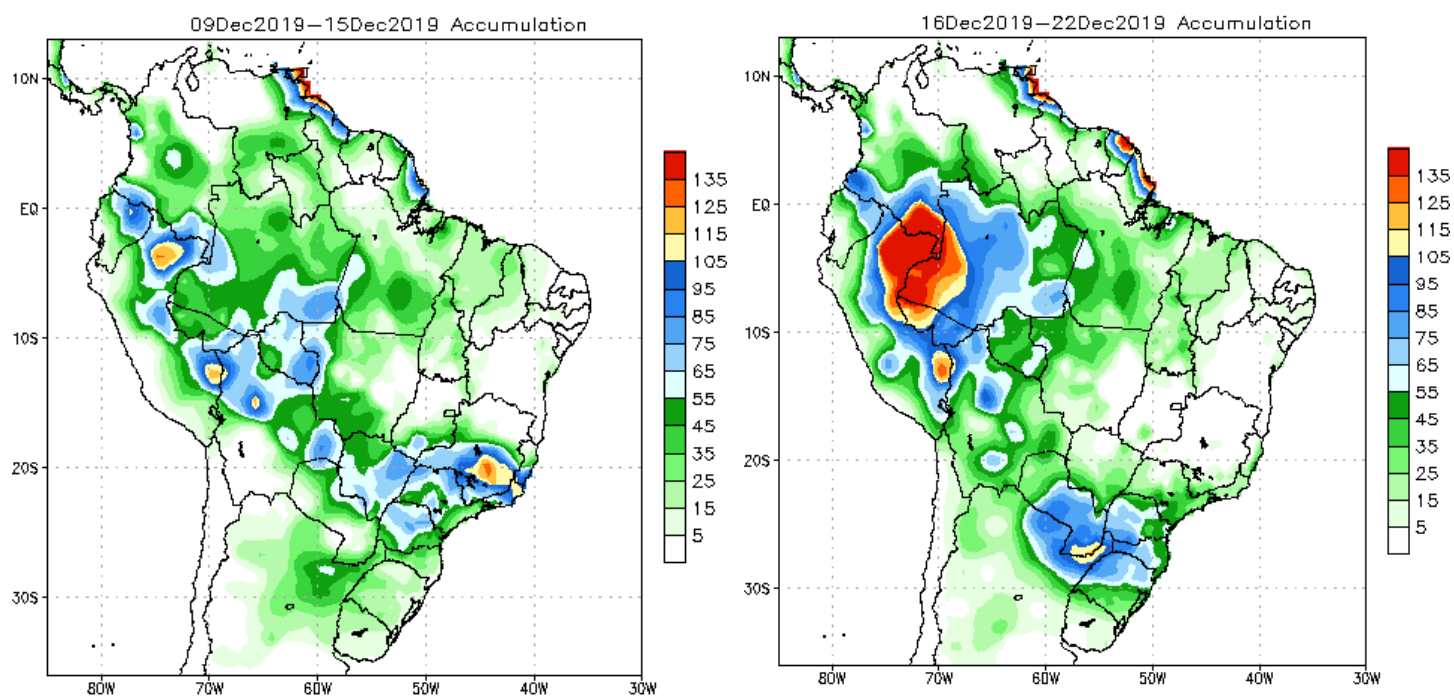 09Dec2019–15Dec2019 Accumulation
10N
EQ
10S
20S
30S
80W 70W 60W 50W 40W 30W
135
125
115
105
95
85
75
65
55
45
35
25
15
5
16Dec2019–22Dec2019 Accumulation
10N
EQ
10S
20S
30S
80W 70W 60W 50W 40W 30W
135
125
115
105
95
85
75
65
55
45
35
25
15
5